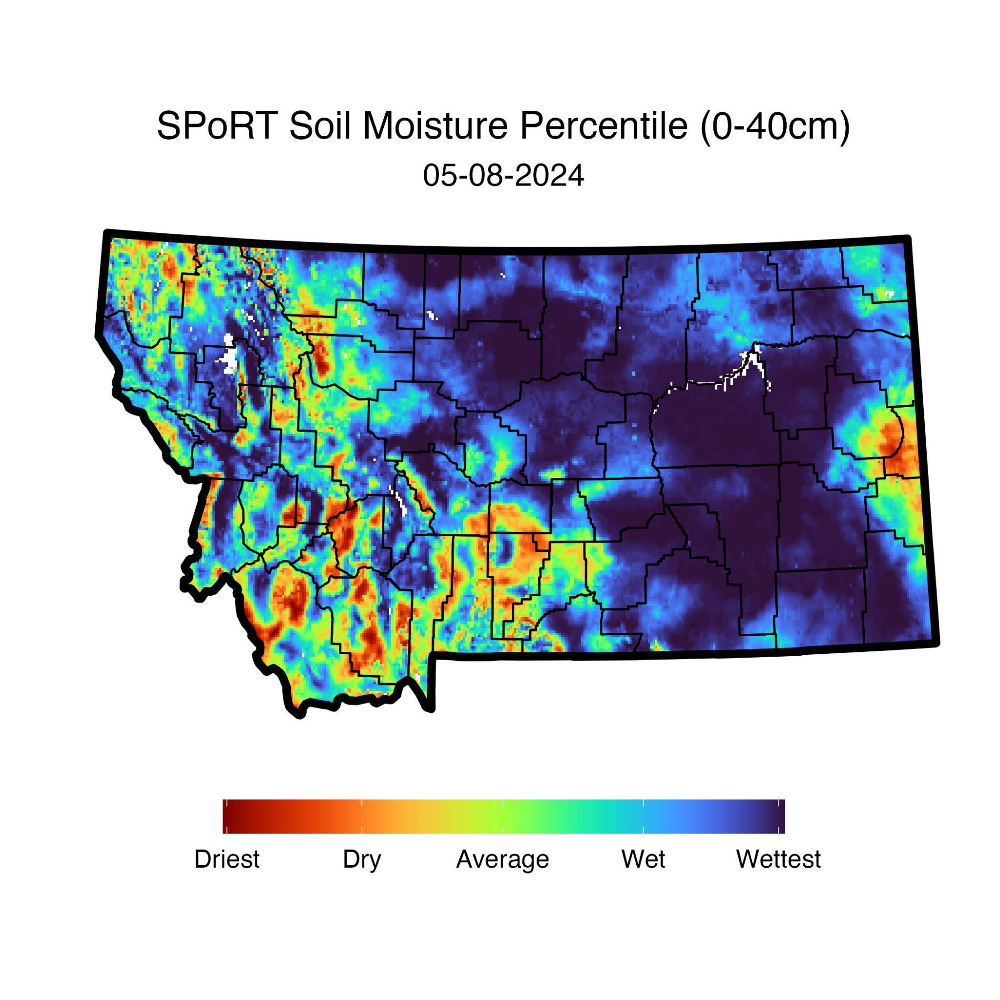 SPoRT Soil Moisture Percentile (0-40cm)
05-08-2024
Driest Dry Average Wet Wettest